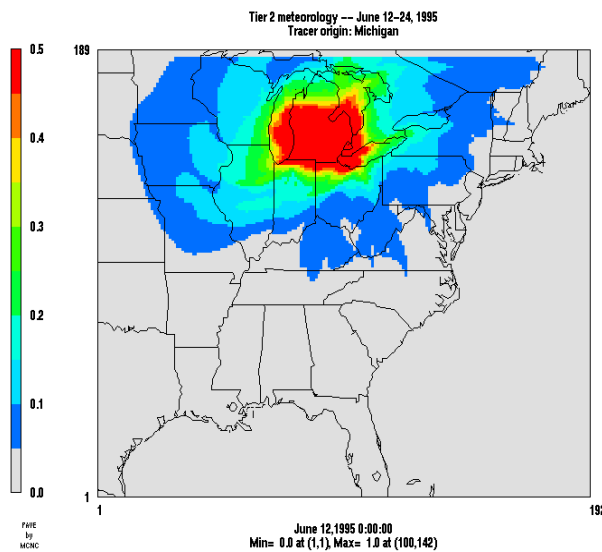 Tier 2 meteorology -- June 12-24, 1995
Tracer origin: Michigan
0.5
0.4
0.3
0.2
0.1
0.0
189
1
1
192
PAVE
by
MCNC
June 12,1995 0:00:00
Min= 0.0 at (1,1), Max= 1.0 at (100,142)